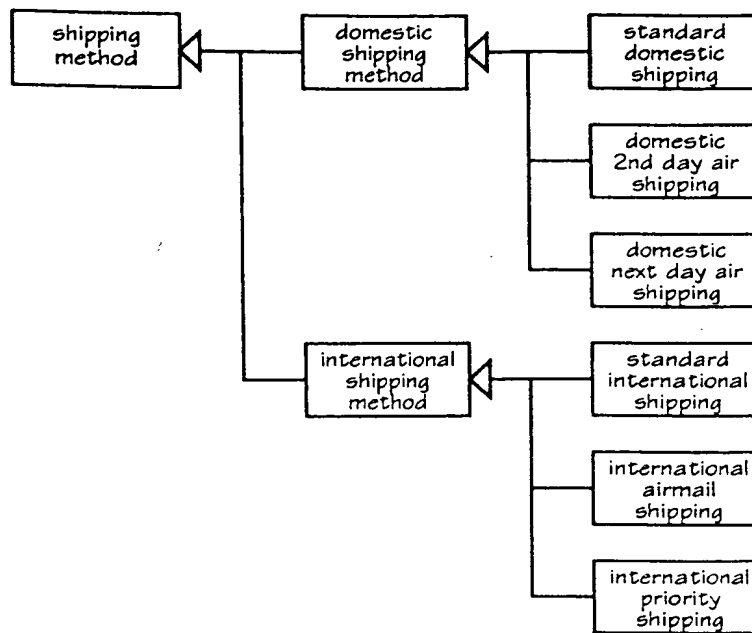 shipping
method
domestic
shipping
method
standard
domestic
shipping
domestic
2nd day air
shipping
domestic
next day air
shipping
international
shipping
method
standard
international
shipping
international
airmail
shipping
international
priority
shipping